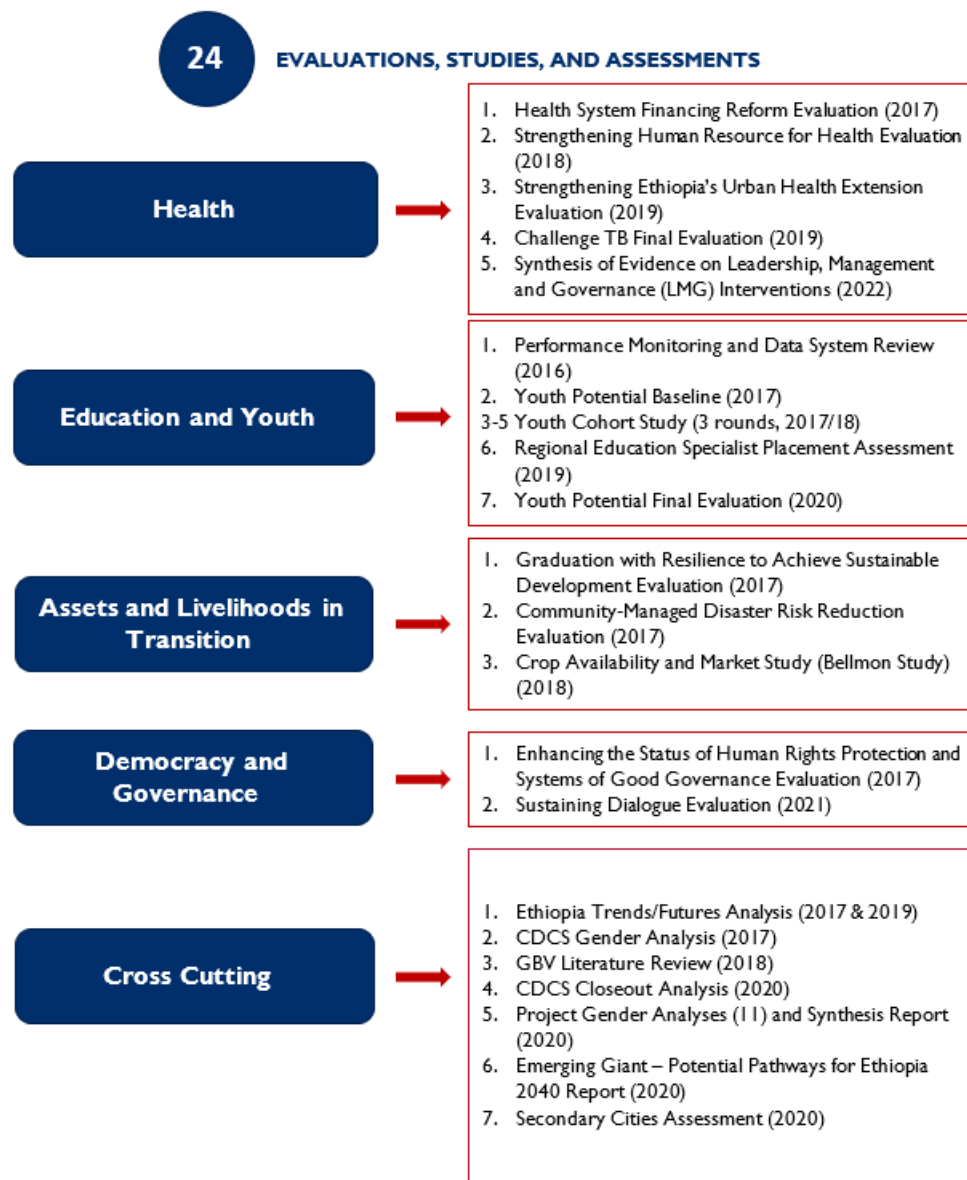 24
EVALUATIONS, STUDIES, AND ASSESSMENTS
Health
1. Health System Financing Reform Evaluation (2017)
2. Strengthening Human Resource for Health Evaluation
(2018)
3. Strengthening Ethiopia's Urban Health Extension
Evaluation (2019)
4. Challenge TB Final Evaluation (2019)
5. Synthesis of Evidence on Leadership, Management
and Governance (LMG) Interventions (2022)
Education and Youth
1. Performance Monitoring and Data System Review
(2016)
2. Youth Potential Baseline (2017)
3-5 Youth Cohort Study (3 rounds, 2017/18)
6. Regional Education Specialist Placement Assessment
(2019)
7. Youth Potential Final Evaluation (2020)
Assets and Livelihoods in
Transition
1. Graduation with Resilience to Achieve Sustainable
Development Evaluation (2017)
2. Community-Managed Disaster Risk Reduction
Evaluation (2017)
3. Crop Availability and Market Study (Bellmon Study)
(2018)
Democracy and
Governance
1. Enhancing the Status of Human Rights Protection and
Systems of Good Governance Evaluation (2017)
2. Sustaining Dialogue Evaluation (2021)
Cross Cutting
1. Ethiopia Trends/Futures Analysis (2017 & 2019)
2. CDCS Gender Analysis (2017)
3. GBV Literature Review (2018)
4. CDCS Closeout Analysis (2020)
5. Project Gender Analyses (11) and Synthesis Report
(2020)
6. Emerging Giant – Potential Pathways for Ethiopia
2040 Report (2020)
7. Secondary Cities Assessment (2020)